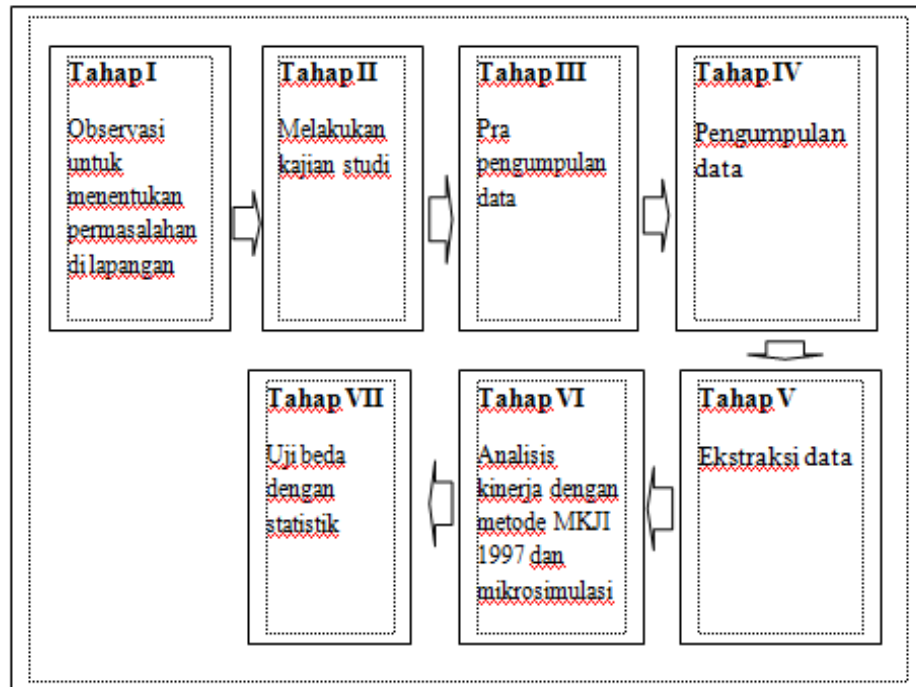 Tahap I
Observasi
untuk
menentukan
permasalahan
di lapangan
Tahap II
Melakukan
kajian studi
Tahap III
Pra
pengumpulan
data
Tahap IV
Pengumpulan
data
Tahap V
Ekstraksi data
Tahap VI
Analisis
kinerja dengan
metode MKJI
1997 dan
mikrosimulasi
Tahap VII
Uji beda
dengan
statistik